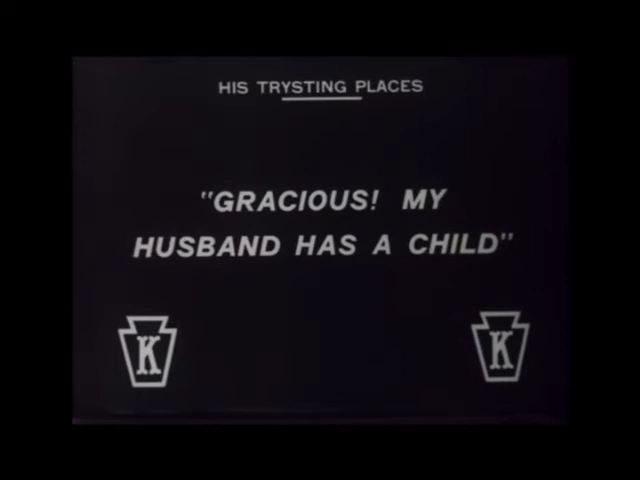 HIS TRYSTING PLACES
"GRACIOUS! MY
HUSBAND HAS A CHILD"
K K